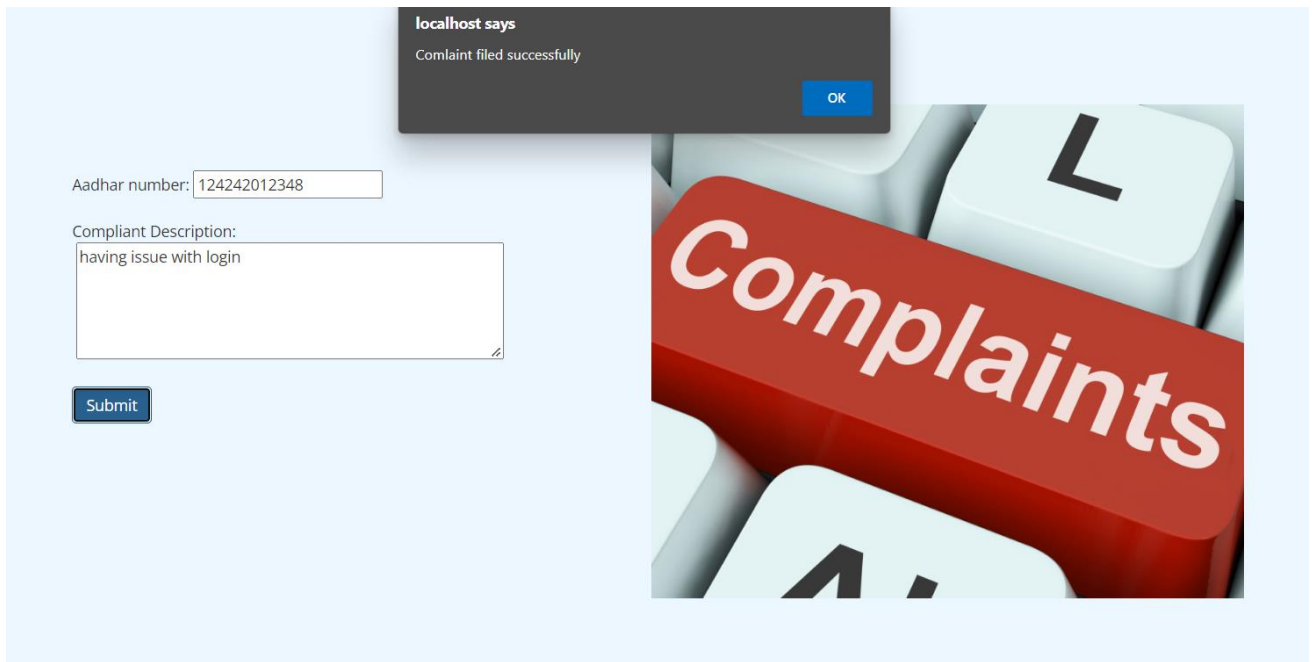 localhost says
Comlaint filed successfully
OK
Aadhar number: 124242012348
Compliant Description:
having issue with login
Submit
L
Complaints